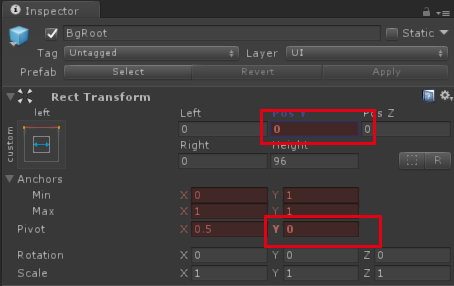 Inspector
BgRoot
Static
Tag Untagged Layer UI
Prefab Select Revert Apply
Rect Transform
left Left Pos Y Pos Z
custom 0 0 0
Right Height
0 96 R
Anchors
Min X 0 Y 1
Max X 1 Y 1
Pivot X 0.5 Y 0
Rotation X 0 Y 0 Z 0
Scale X 1 Y 1 Z 1